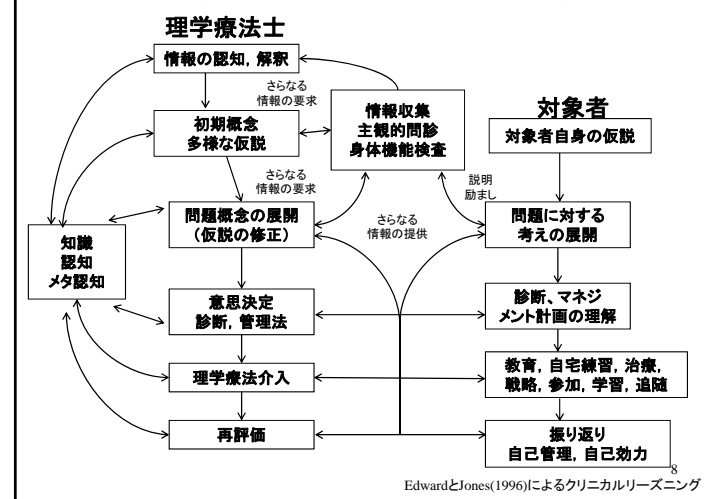 理学療法士
情報の認知, 解釈
さらなる
情報の要求
初期概念
多様な仮説
情報収集
主観的問診
身体機能検査
対象者
対象者自身の仮説
さらなる
情報の要求
説明
励まし
問題概念の展開
（仮説の修正）
さらなる
情報の提供
問題に対する
考えの展開
知識
認知
メタ認知
意思決定
診断, 管理法
診断、マネジ
メント計画の理解
理学療法介入
教育, 自宅練習, 治療,
戦略, 参加, 学習, 追随
再評価
振り返り
自己管理, 自己効力
8
EdwardとJones(1996)によるクリニカルリーズニング